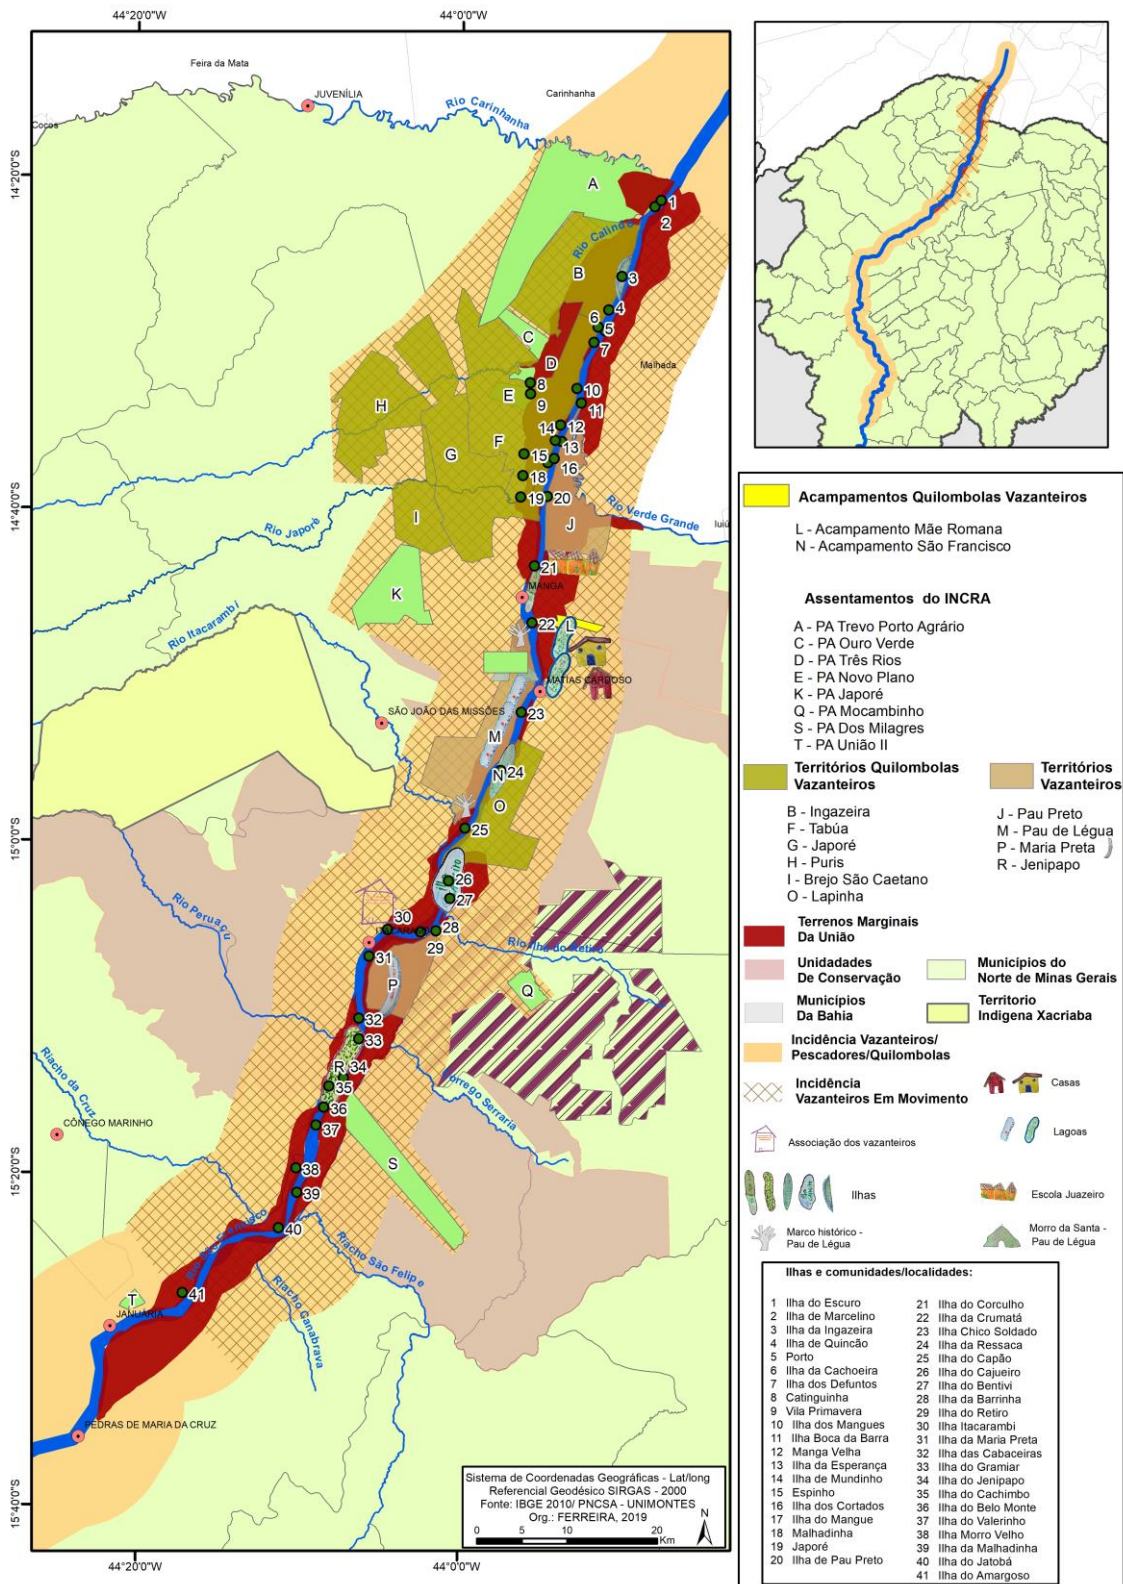 44°20'0"W
44°0'0"W
Feira da Mata
JUVENÍLIA
Carinhanha
Cocos
Rio Carinhanha
14°20'0"S
A
1
2
Rio Calindó
B
3
4
6
5
7
C
D
Malhada
8
E
9
10
11
H
12
14
F
13
G
15
16
18
19
20
14°40'0"S
Rio Verde Grande
Iuiú
Rio Japoré
I
J
21
K
MANGA
22
L
Rio Itacarambi
MATIAS CARDOSO
SÃO JOÃO DAS MISSÕES
23
M
N
24
O
25
15°0'0"S
26
27
Rio Peruaçu
30
28
29
Rio Ilha do Retiro
31
P
Q
32
33
Riacho da Cruz
R
34
35
Córrego Serraria
36
37
CÔNEGO MARINHO
S
38
15°20'0"S
39
40
Rio São Francisco
Riacho São Felipe
Riacho Canabrava
41
T
JANUÁRIA
PEDRAS DE MARIA DA CRUZ
15°40'0"S
Sistema de Coordenadas Geográficas - Lat/long
Referencial Geodésico SIRGAS - 2000
Fonte: IBGE 2010/ PNCSA - UNIMONTES
Org.: FERREIRA, 2019
N
0 5 10 20
Km
44°20'0"W
44°0'0"W
Acampamentos Quilombolas Vazanteiros
L - Acampamento Mãe Romana
N - Acampamento São Francisco
Assentamentos do INCRA
A - PA Trevo Porto Agrário
C - PA Ouro Verde
D - PA Três Rios
E - PA Novo Plano
K - PA Japoré
Q - PA Mocambinho
S - PA Dos Milagres
T - PA União II
Territórios Quilombolas
Vazanteiros
B - Ingazeira
F - Tabúa
G - Japoré
H - Puris
I - Brejo São Caetano
O - Lapinha
Territórios
Vazanteiros
J - Pau Preto
M - Pau de Légua
P - Maria Preta
R - Jenipapo
Terrenos Marginais
Da União
Unidadades
De Conservação
Municípios do
Norte de Minas Gerais
Municípios
Da Bahia
Territorio
Indigena Xacriaba
Incidência Vazanteiros/
Pescadores/Quilombolas
Incidência
Vazanteiros Em Movimento
Casas
Associação dos vazanteiros
Lagoas
Ilhas
Escola Juazeiro
Marco histórico -
Pau de Légua
Morro da Santa -
Pau de Légua
Ilhas e comunidades/localidades:
1 Ilha do Escuro
2 Ilha de Marcelino
3 Ilha da Ingazeira
4 Ilha de Quincão
5 Porto
6 Ilha da Cachoeira
7 Ilha dos Defuntos
8 Catinguinha
9 Vila Primavera
10 Ilha dos Mangues
11 Ilha Boca da Barra
12 Manga Velha
13 Ilha da Esperança
14 Ilha de Mundinho
15 Espinho
16 Ilha dos Cortados
17 Ilha do Mangue
18 Malhadinha
19 Japoré
20 Ilha de Pau Preto
21 Ilha do Corculho
22 Ilha da Crumatá
23 Ilha Chico Soldado
24 Ilha da Ressaca
25 Ilha do Capão
26 Ilha do Cajueiro
27 Ilha do Bentivi
28 Ilha da Barrinha
29 Ilha do Retiro
30 Ilha Itacarambi
31 Ilha da Maria Preta
32 Ilha das Cabaceiras
33 Ilha do Gramiar
34 Ilha do Jenipapo
35 Ilha do Cachimbo
36 Ilha do Belo Monte
37 Ilha do Valerinho
38 Ilha Morro Velho
39 Ilha da Malhadinha
40 Ilha do Jatobá
41 Ilha do Amargoso